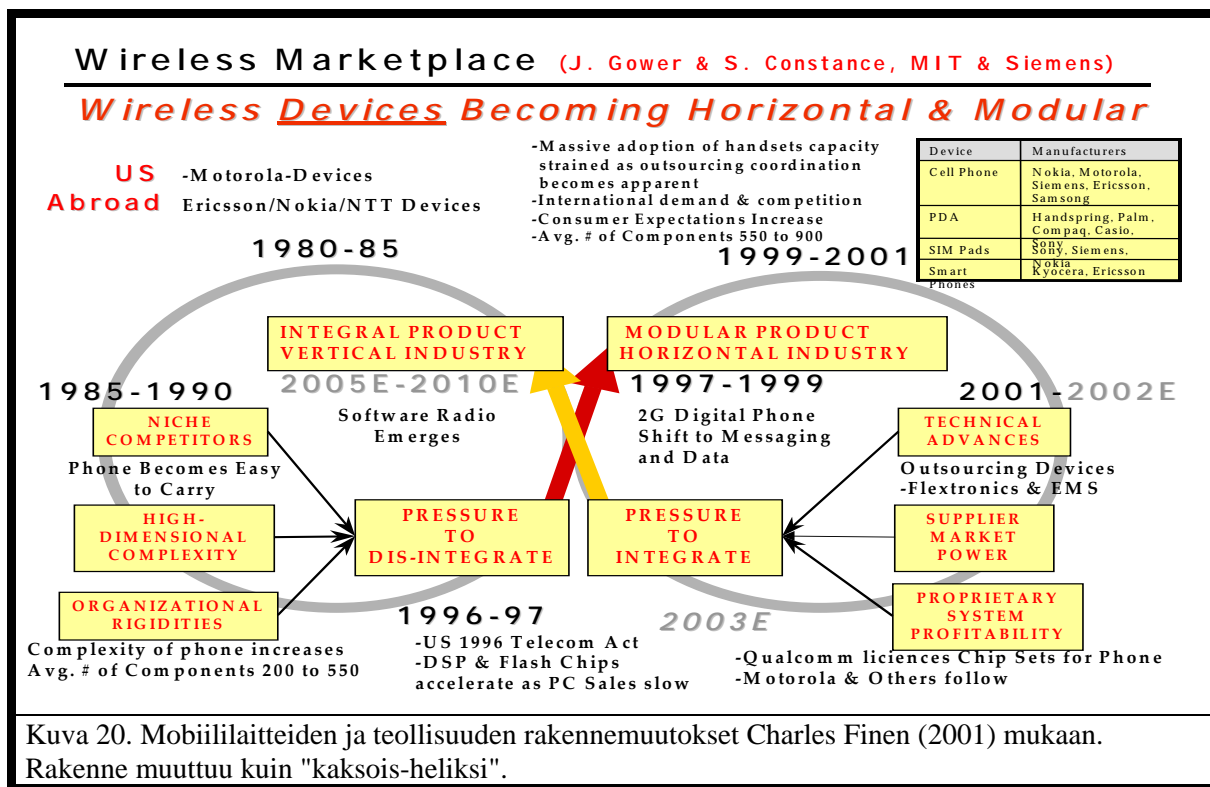 Wireless Marketplace (J. Gower & S. Constance, MIT & Siemens)
Wireless Devices Becoming Horizontal & Modular
US -Motorola-Devices
Abroad Ericsson/Nokia/NTT Devices
-Massive adoption of handsets capacity
strained as outsourcing coordination
becomes apparent
-International demand & competition
-Consumer Expectations Increase
-Avg. # of Components 550 to 900
Device Manufacturers
Cell Phone Nokia, Motorola,
Siemens, Ericsson,
Samsong
PDA Handspring, Palm,
Compaq, Casio,
Sony
SIM Pads Sony, Siemens,
Nokia
Smart Kyocera, Ericsson
Phones
1980-85
1999-2001
INTEGRAL PRODUCT
VERTICAL INDUSTRY
MODULAR PRODUCT
HORIZONTAL INDUSTRY
1985-1990
2005E-2010E
1997-1999
2001-2002E
NICHE
COMPETITORS
Software Radio
Emerges
2G Digital Phone
Shift to Messaging
and Data
TECHNICAL
ADVANCES
Phone Becomes Easy
to Carry
Outsourcing Devices
-Flextronics & EMS
HIGH-
DIMENSIONAL
COMPLEXITY
PRESSURE
TO
DIS-INTEGRATE
PRESSURE
TO
INTEGRATE
SUPPLIER
MARKET
POWER
ORGANIZATIONAL
RIGIDITIES
PROPRIETARY
SYSTEM
PROFITABILITY
1996-97
2003E
Complexity of phone increases
Avg. # of Components 200 to 550
-US 1996 Telecom Act
-DSP & Flash Chips
accelerate as PC Sales slow
-Qualcomm liciences Chip Sets for Phone
-Motorola & Others follow
Kuva 20. Mobiililaitteiden ja teollisuuden rakennemuutokset Charles Finen (2001) mukaan.
Rakenne muuttuu kuin "kaksois-heliksi".